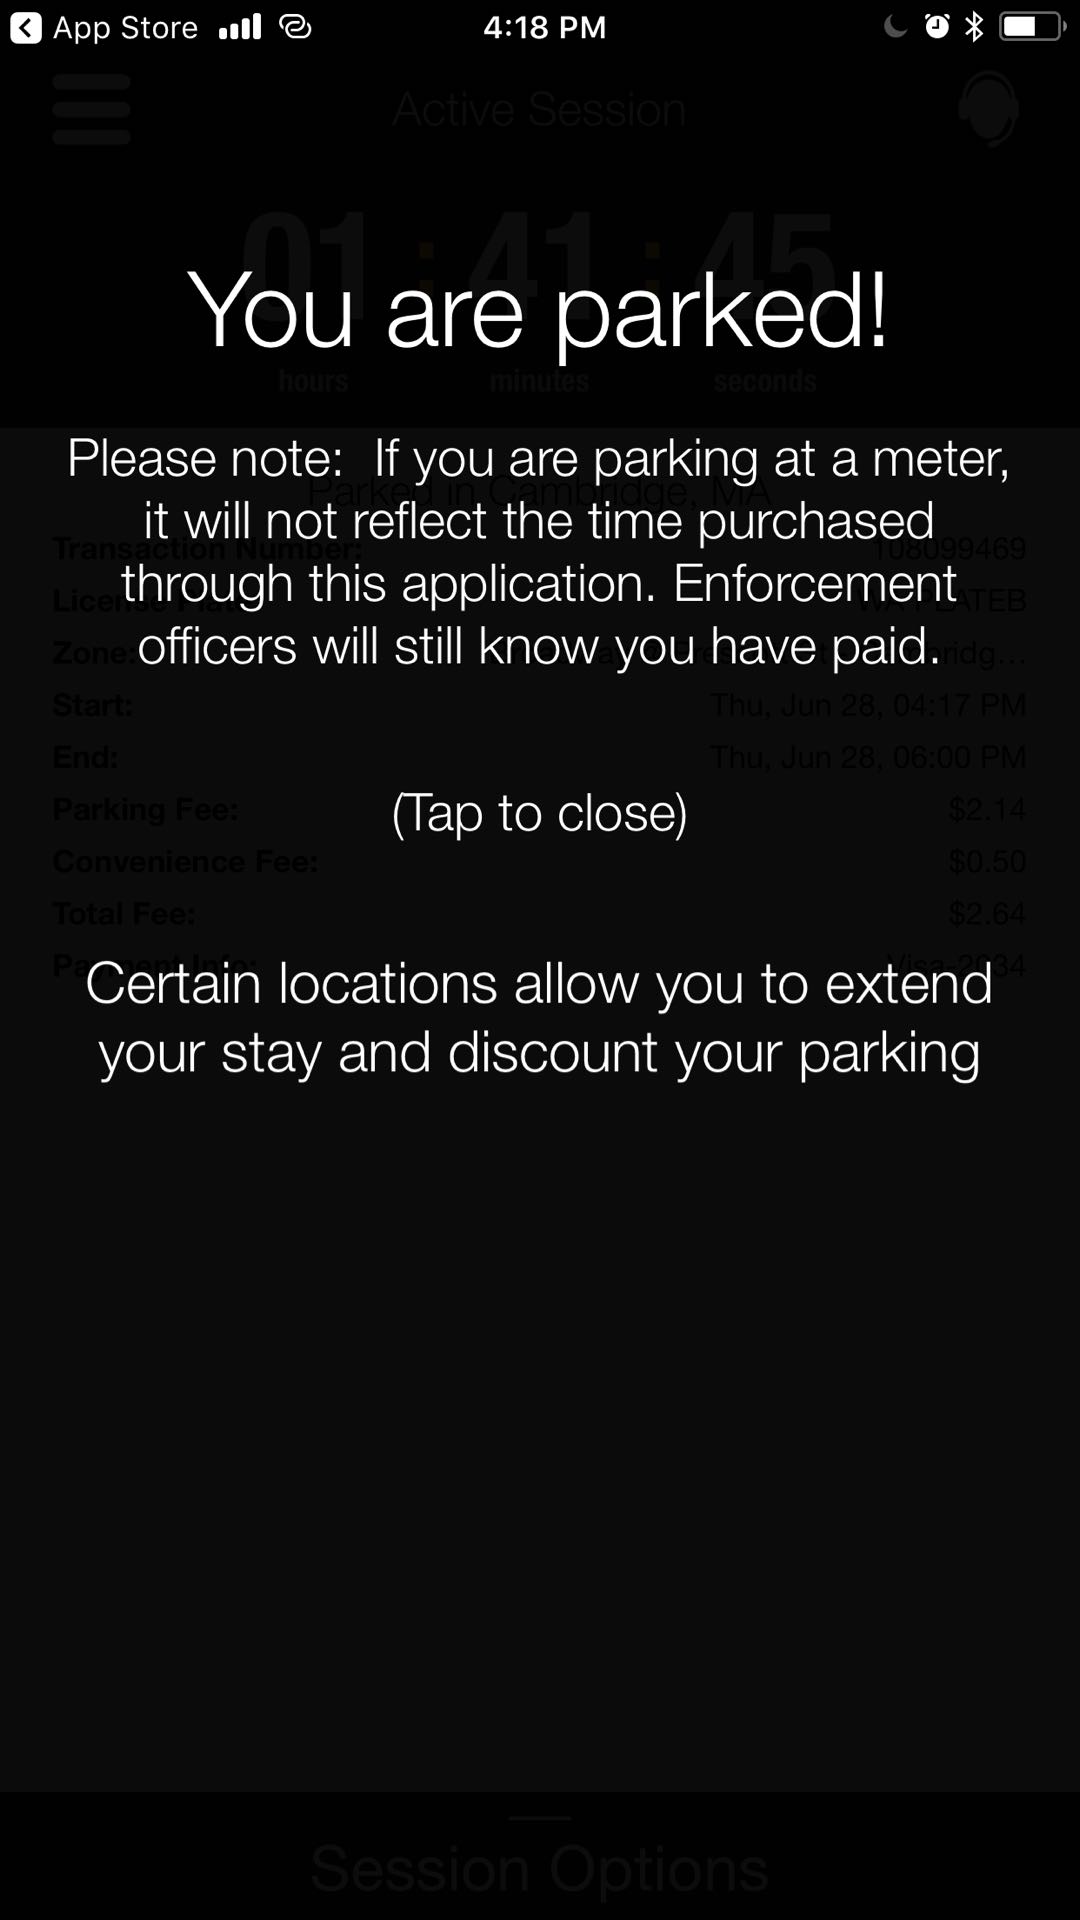 App Store
4:18 PM
Active Session
01 : 41 : 45
You are parked!
hours minutes seconds
Please note: If you are parking at a meter,
it will not reflect the time purchased
through this application. Enforcement
officers will still know you have paid.
Parked in Cambridge, MA
Transaction Number: 108099469
License Plate: WA PLATEB
Zone:
Start: Thu, Jun 28, 04:17 PM
End: Thu, Jun 28, 06:00 PM
(Tap to close)
Parking Fee: $2.14
Convenience Fee: $0.50
Total Fee: $2.64
Payment Info: Visa-2934
Certain locations allow you to extend
your stay and discount your parking
Session Options